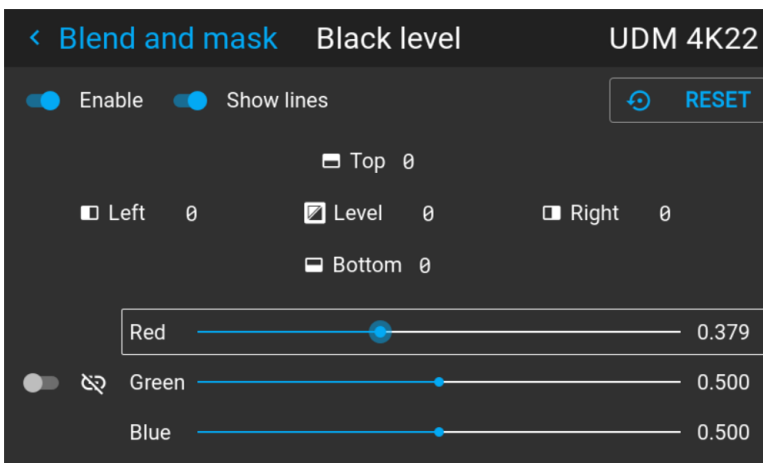 Blend and mask Black level UDM 4K22
Enable Show lines RESET
Top 0
Left 0 Level 0 Right 0
Bottom 0
Red 0.379
Green 0.500
Blue 0.500